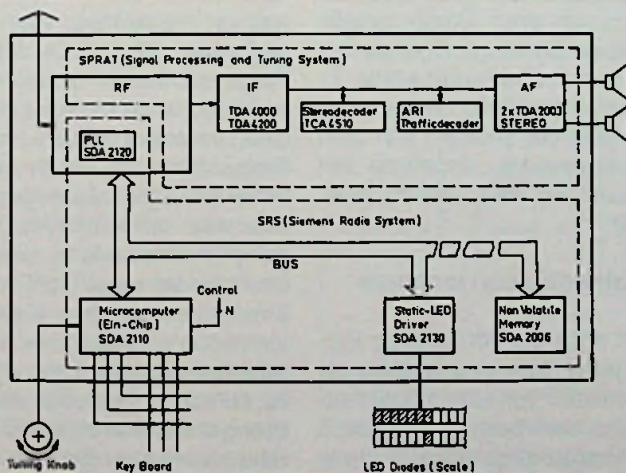 SPRAT (Signal Processing and Tuning System)
RF
PLL
SDA 2120
IF
TDA 4000
TDA 4200
Stereodecoder
TCA 4510
ARI
Trafficdecoder
AF
2x TDA 2003
STEREO
SRS (Siemens Radio System)
BUS
Microcomputer
(Ein-Chip)
SDA 2110
Control
N
Static-LED
Driver
SDA 2130
Non Volatile
Memory
SDA 2006
Tuning Knob
Key Board
LED Diodes (Scale)